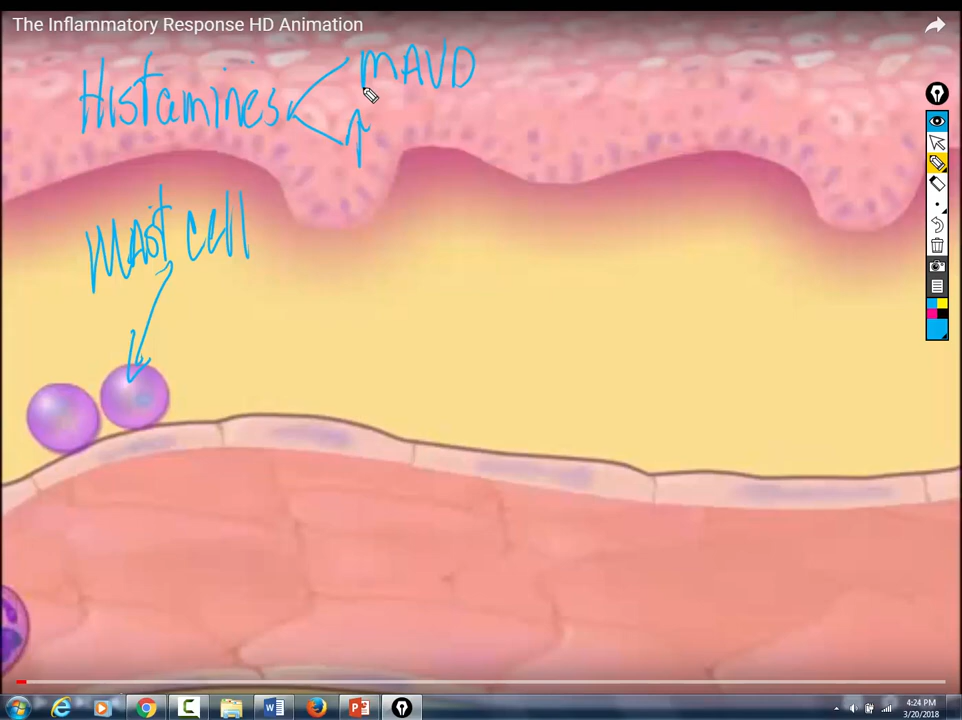 The Inflammatory Response HD Animation
Histamines
MAVD
Mast cell
4:24 PM
3/20/2018